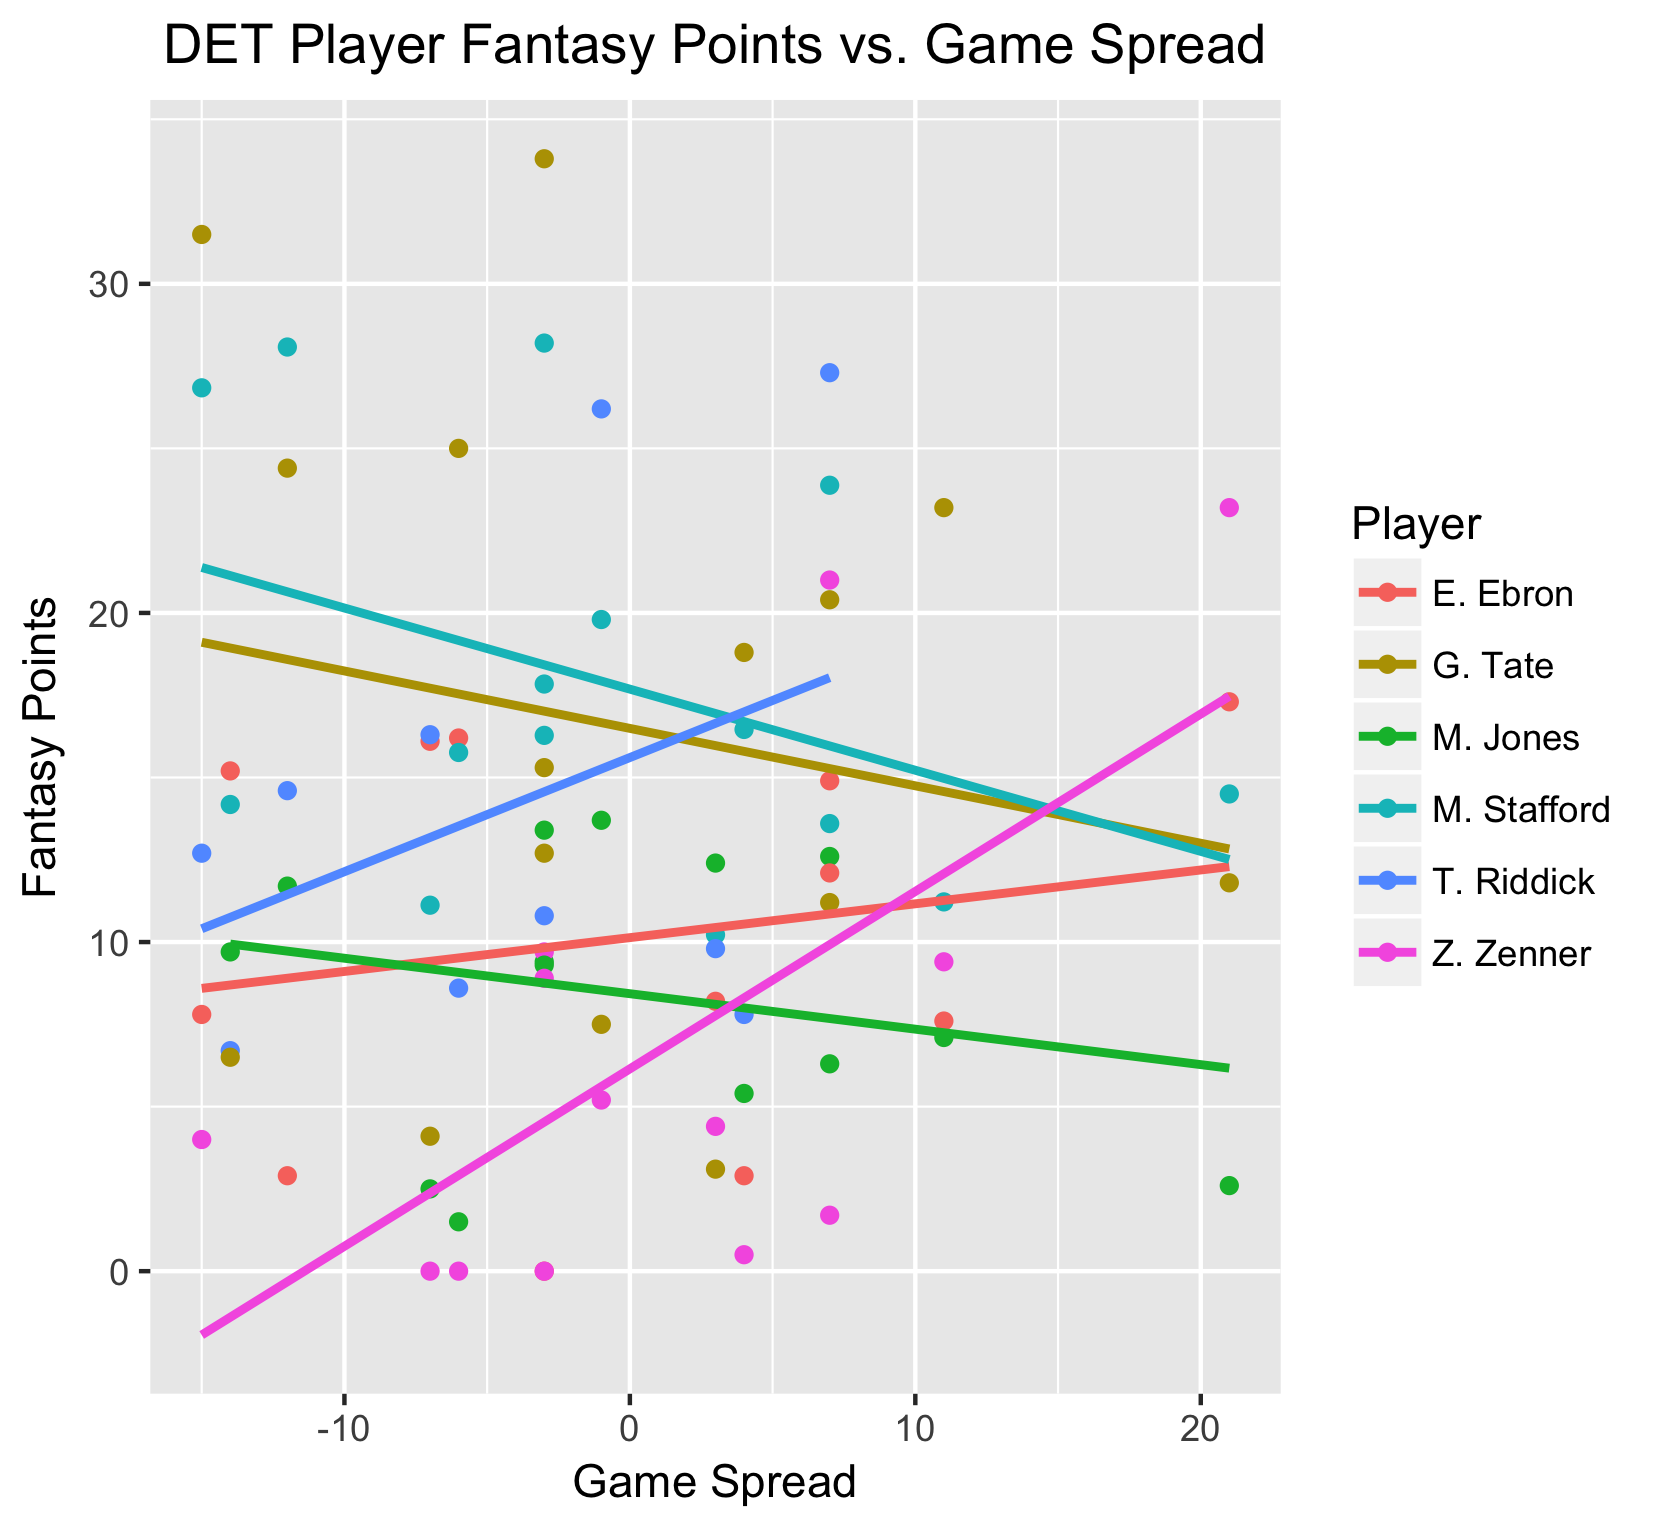 DET Player Fantasy Points vs. Game Spread
30
20
10
0
Fantasy Points
-10
0
10
20
Game Spread
Player
E. Ebron
G. Tate
M. Jones
M. Stafford
T. Riddick
Z. Zenner